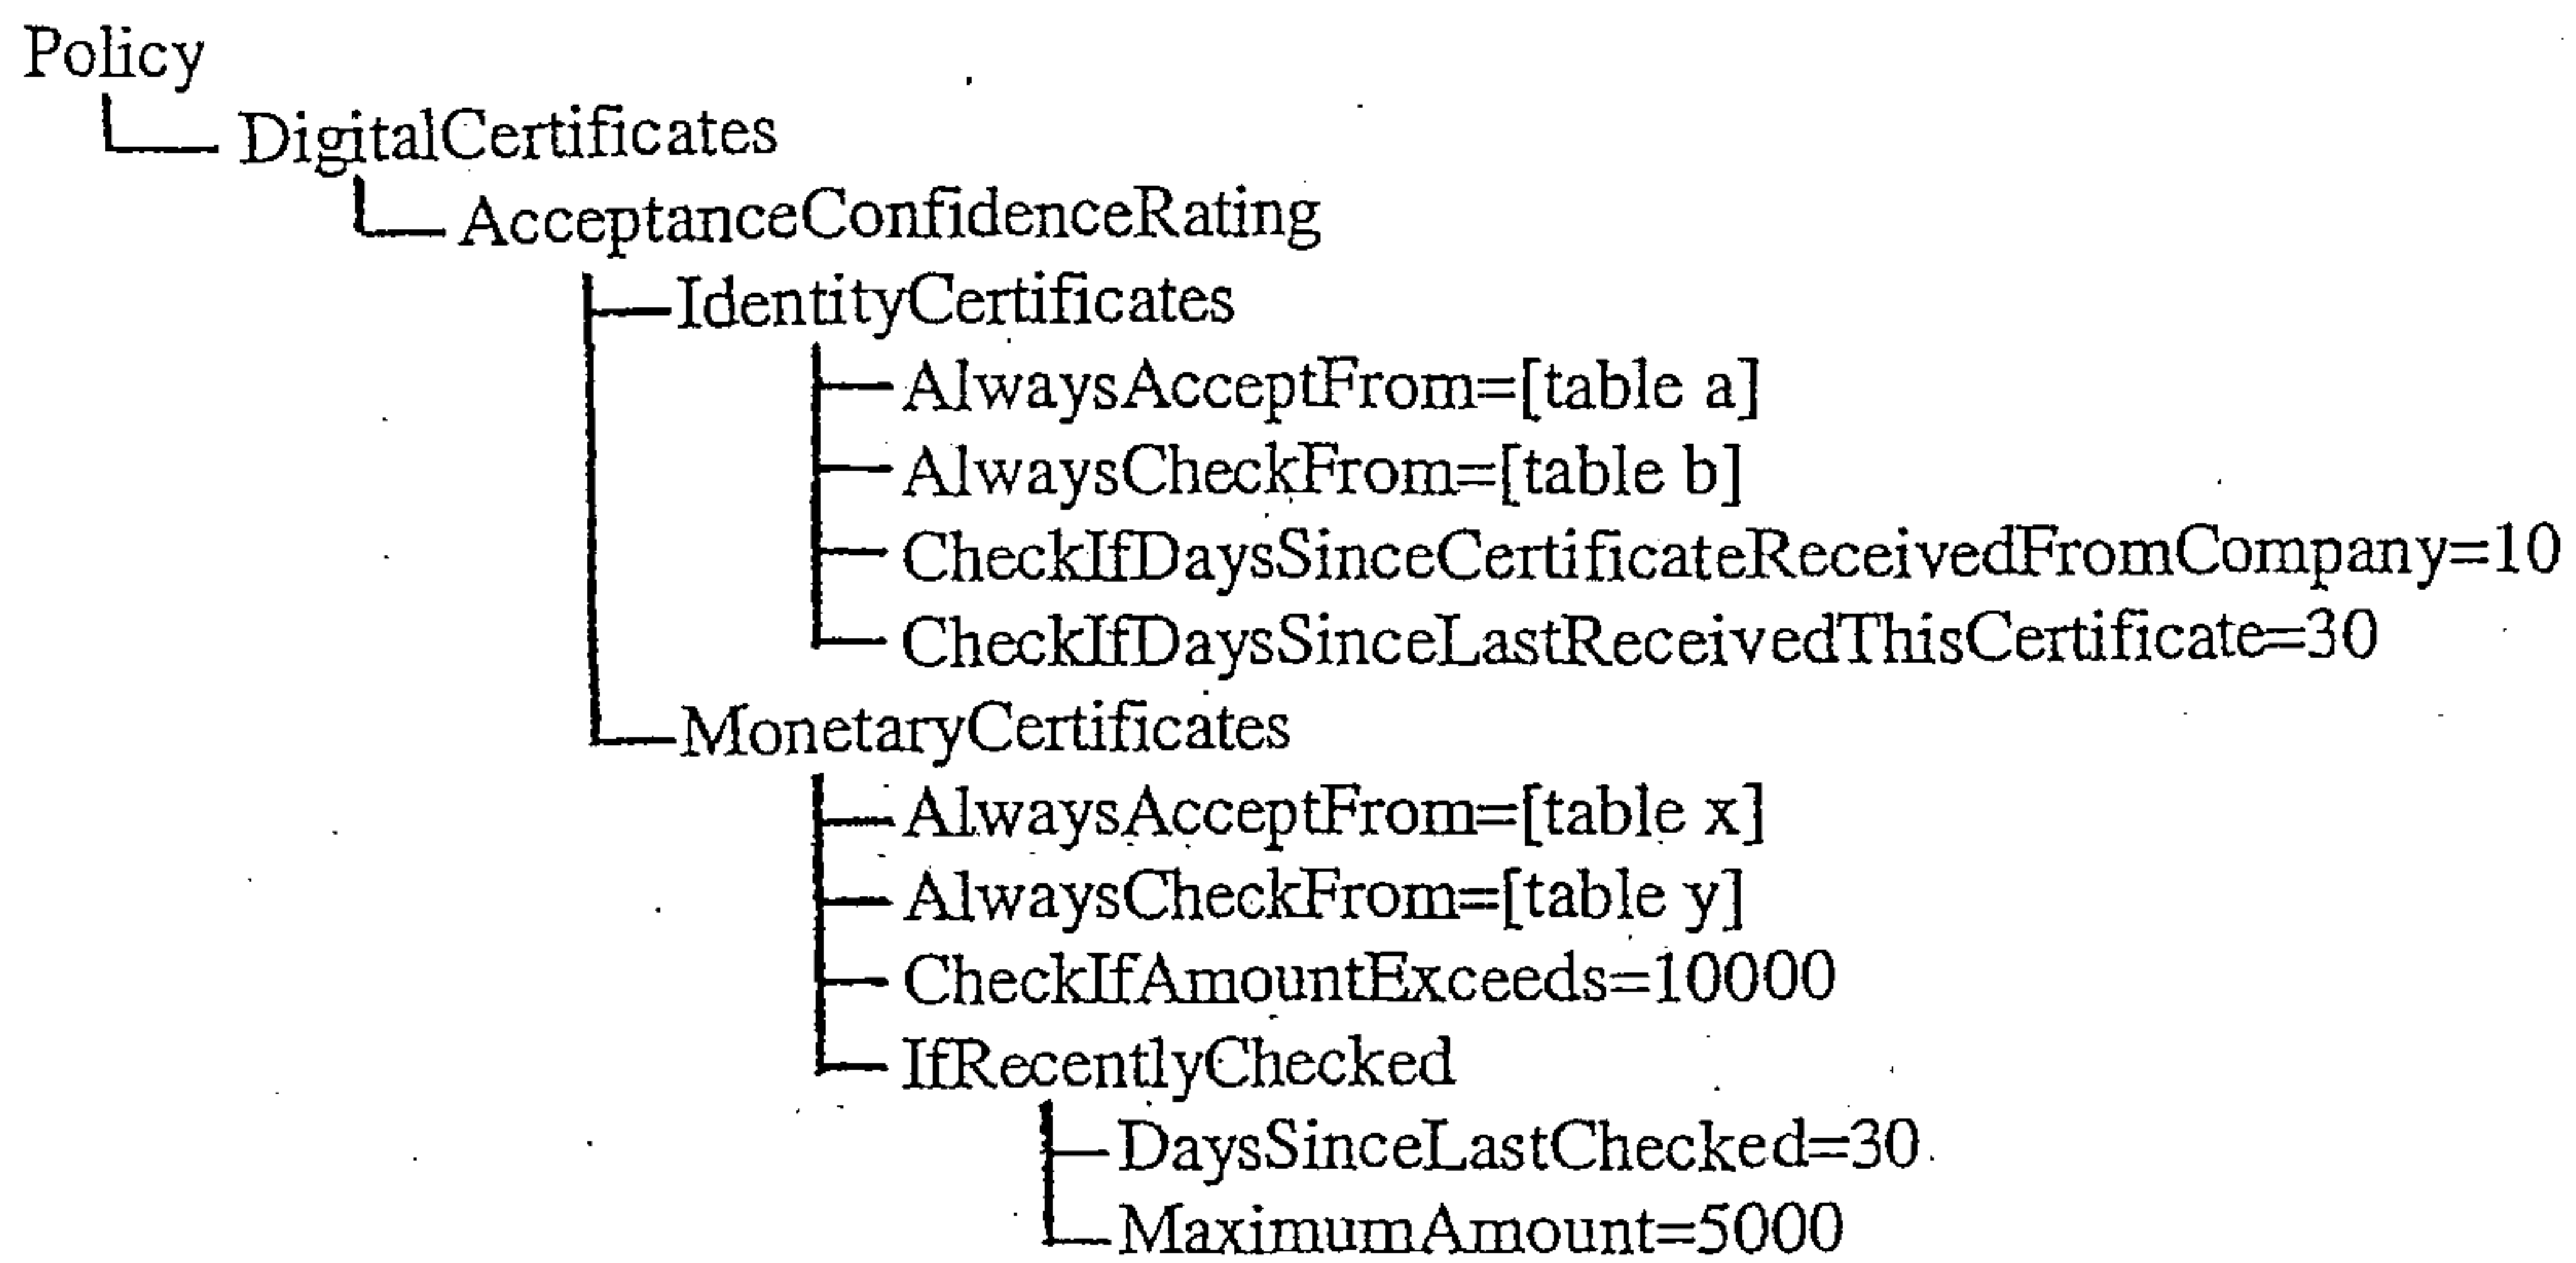 Policy
DigitalCertificates
AcceptanceConfidenceRating
IdentityCertificates
AlwaysAcceptFrom=[table a]
AlwaysCheckFrom=[table b]
CheckIfDaysSinceCertificateReceivedFromCompany=10
CheckIfDaysSinceLastReceivedThisCertificate=30
MonetaryCertificates
AlwaysAcceptFrom=[table x]
AlwaysCheckFrom=[table y]
CheckIfAmountExceeds=10000
IfRecentlyChecked
DaysSinceLastChecked=30
MaximumAmount=5000